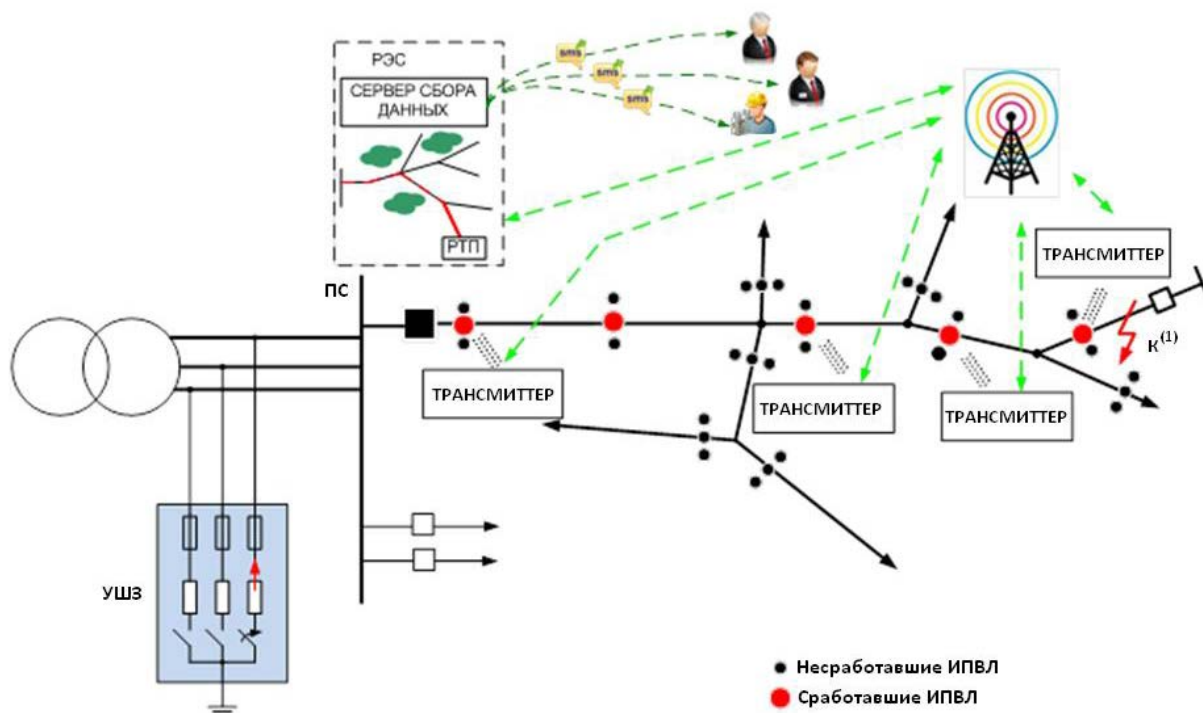 РЭС
СЕРВЕР СБОРА
ДАННЫХ
РТП
sms
sms
sms
ТРАНСМИТТЕР
ПС
К(1)
ТРАНСМИТТЕР
ТРАНСМИТТЕР
ТРАНСМИТТЕР
УШЗ
Несработавшие ИПВЛ
Сработавшие ИПВЛ